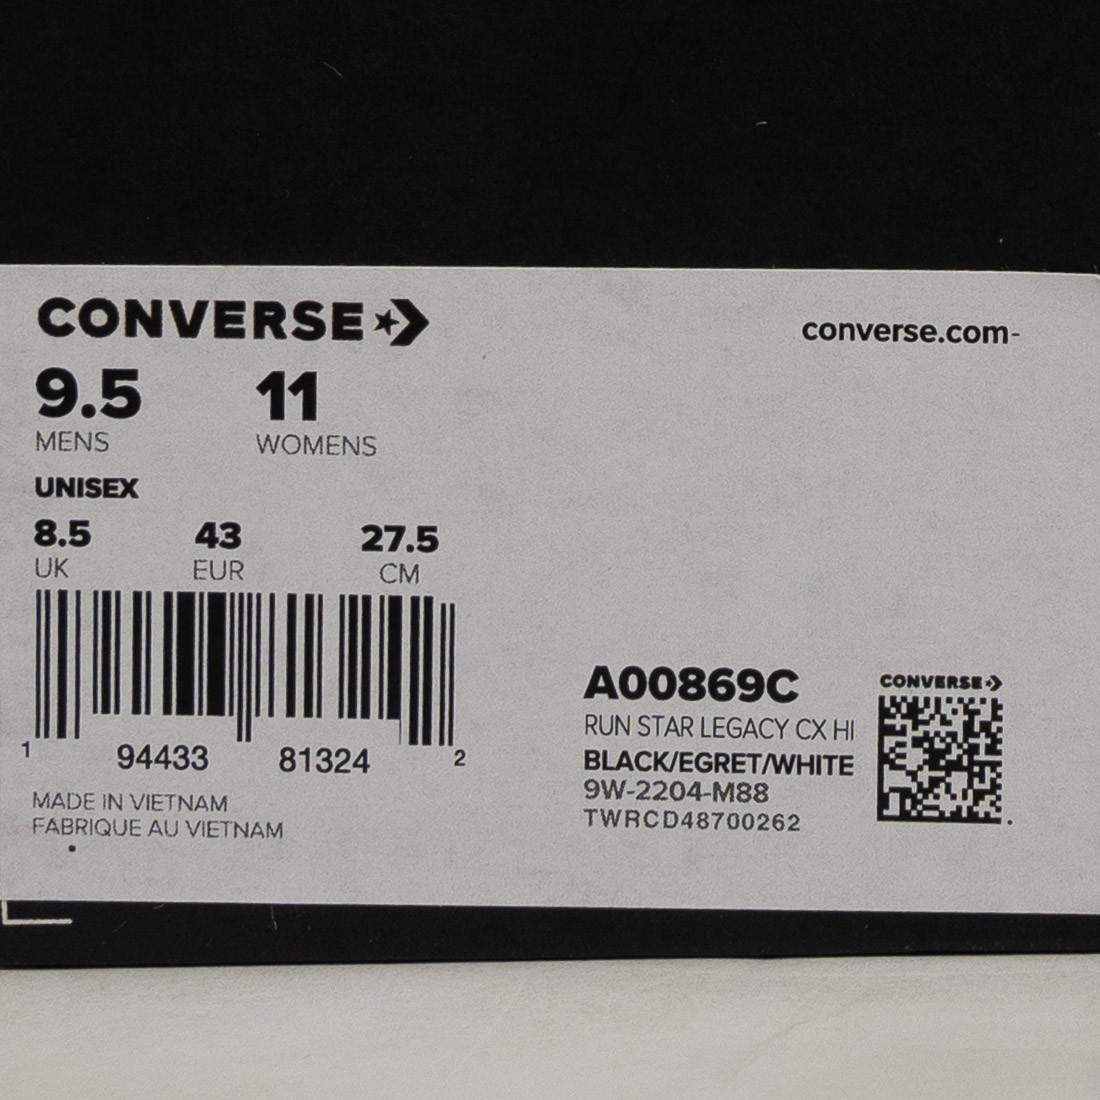 CONVERSE
converse.com-
9.5 11
MENS WOMENS
UNISEX
8.5 43 27.5
UK EUR CM
1 94433 81324 2
MADE IN VIETNAM
FABRIQUE AU VIETNAM
A00869C
RUN STAR LEGACY CX HI
BLACK/EGRET/WHITE
9W-2204-M88
TWRCD48700262
CONVERSE